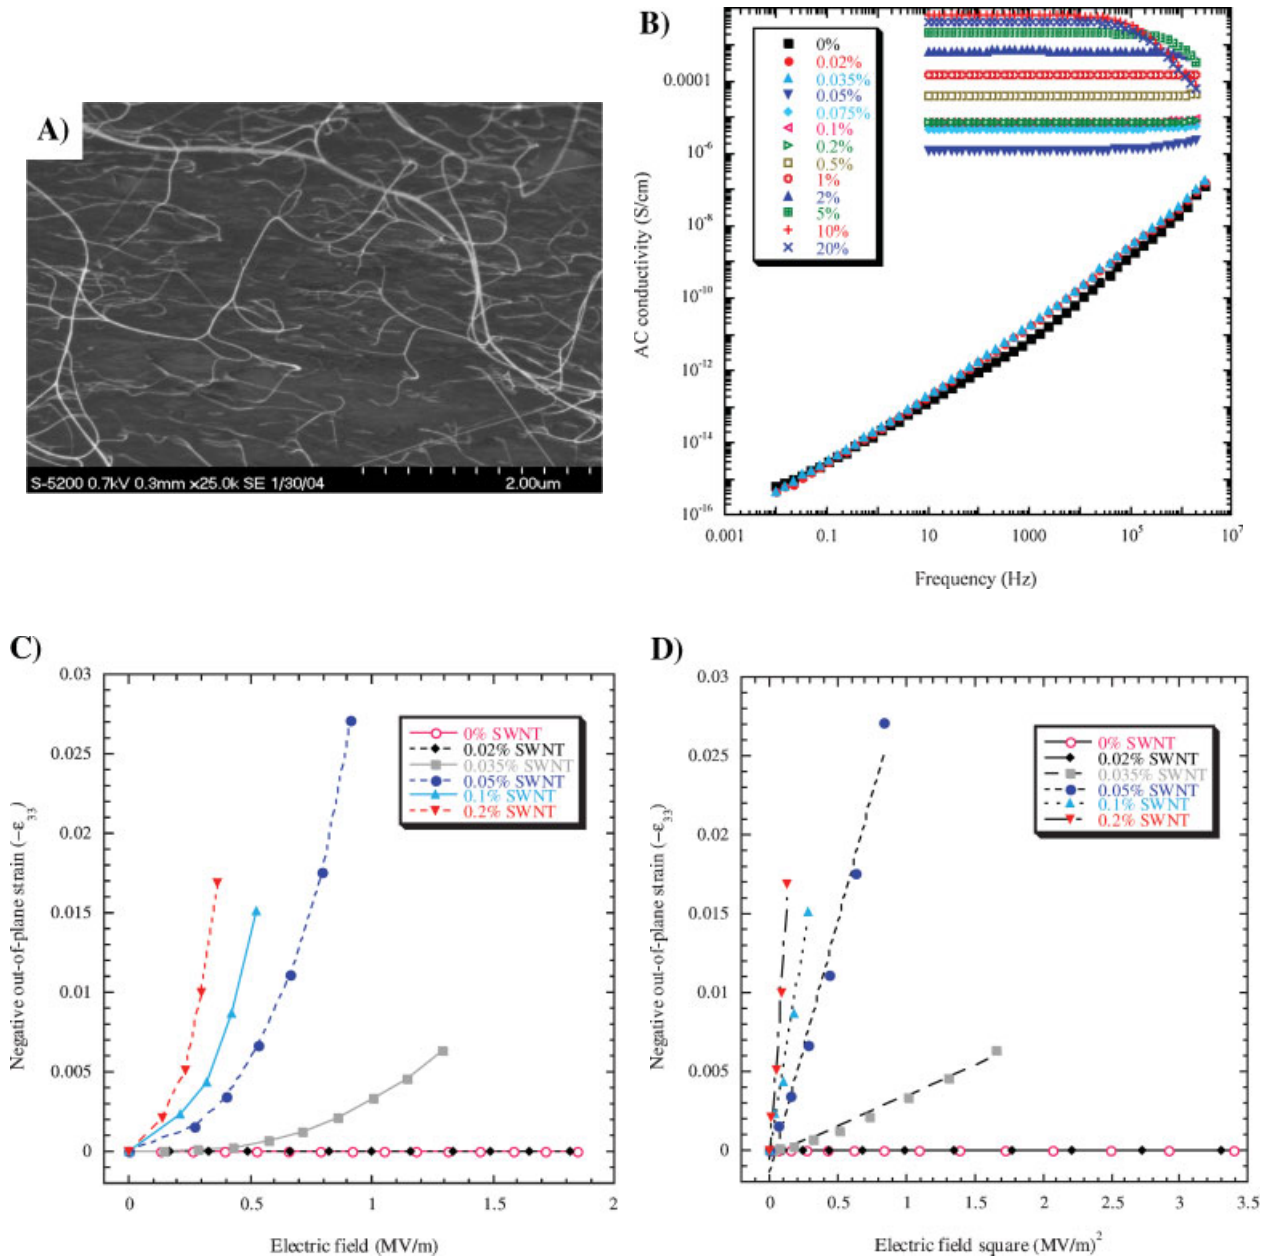 A)
S-5200 0.7kV 0.3mm x25.0k SE 1/30/04
2.00um
B)
0%
0.02%
0.035%
0.05%
0.075%
0.1%
0.2%
0.5%
1%
2%
5%
10%
20%
AC conductivity (S/cm)
0.0001
10⁻⁶
10⁻⁸
10⁻¹⁰
10⁻¹²
10⁻¹⁴
10⁻¹⁶
0.001 0.1 10 1000 10⁵ 10⁷
Frequency (Hz)
C)
Negative out-of-plane strain (−ε₃₃)
0.03
0.025
0.02
0.015
0.01
0.005
0
0% SWNT
0.02% SWNT
0.035% SWNT
0.05% SWNT
0.1% SWNT
0.2% SWNT
0 0.5 1 1.5 2
Electric field (MV/m)
D)
Negative out-of-plane strain (−ε₃₃)
0.03
0.025
0.02
0.015
0.01
0.005
0
0% SWNT
0.02% SWNT
0.035% SWNT
0.05% SWNT
0.1% SWNT
0.2% SWNT
0 0.5 1 1.5 2 2.5 3 3.5
Electric field square (MV/m)²